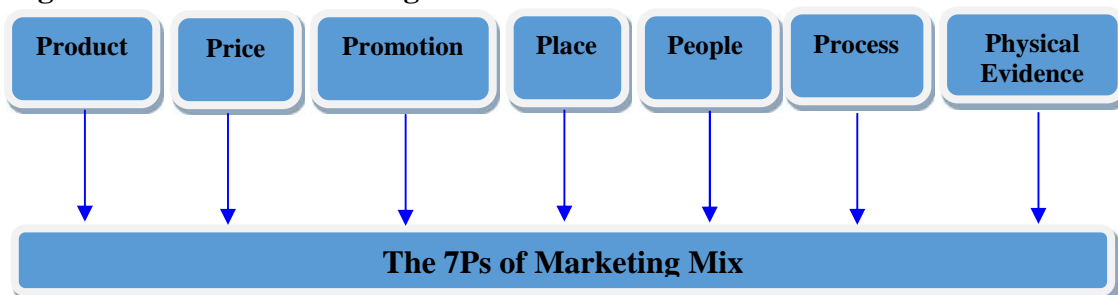 Product
Price
Promotion
Place
People
Process
Physical
Evidence
The 7Ps of Marketing Mix